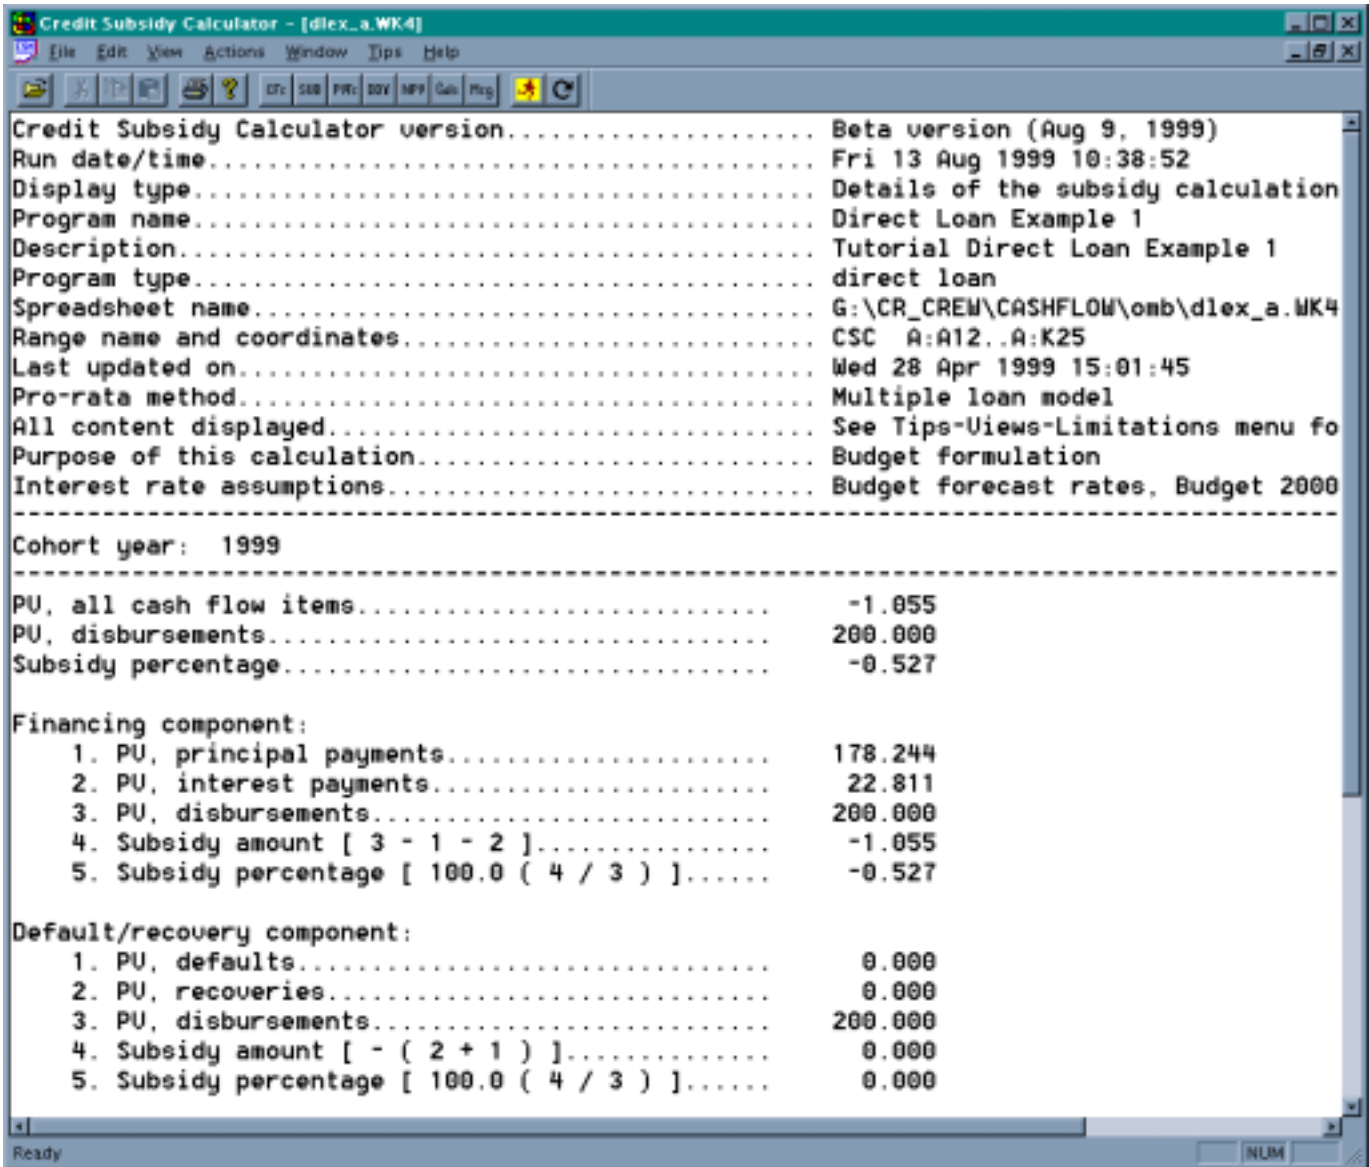 Credit Subsidy Calculator - [dlex_a.WK4]
File Edit View Actions Window Tips Help
CFc SUB PVFc DDV NPP Calc Msg
Credit Subsidy Calculator version..................... Beta version (Aug 9, 1999)
Run date/time......................................... Fri 13 Aug 1999 10:38:52
Display type.......................................... Details of the subsidy calculation
Program name.......................................... Direct Loan Example 1
Description........................................... Tutorial Direct Loan Example 1
Program type.......................................... direct loan
Spreadsheet name...................................... G:\CR_CREW\CASHFLOW\omb\dlex_a.WK4
Range name and coordinates............................ CSC A:A12..A:K25
Last updated on....................................... Wed 28 Apr 1999 15:01:45
Pro-rata method....................................... Multiple loan model
All content displayed................................. See Tips-Views-Limitations menu fo
Purpose of this calculation........................... Budget formulation
Interest rate assumptions............................. Budget forecast rates, Budget 2000
Cohort year: 1999
PV, all cash flow items............................ -1.055
PV, disbursements.................................. 200.000
Subsidy percentage................................. -0.527
Financing component:
1. PV, principal payments...................... 178.244
2. PV, interest payments....................... 22.811
3. PV, disbursements........................... 200.000
4. Subsidy amount [ 3 - 1 - 2 ]................ -1.055
5. Subsidy percentage [ 100.0 ( 4 / 3 ) ]...... -0.527
Default/recovery component:
1. PV, defaults................................ 0.000
2. PV, recoveries.............................. 0.000
3. PV, disbursements........................... 200.000
4. Subsidy amount [ - ( 2 + 1 ) ].............. 0.000
5. Subsidy percentage [ 100.0 ( 4 / 3 ) ]...... 0.000
Ready
NUM